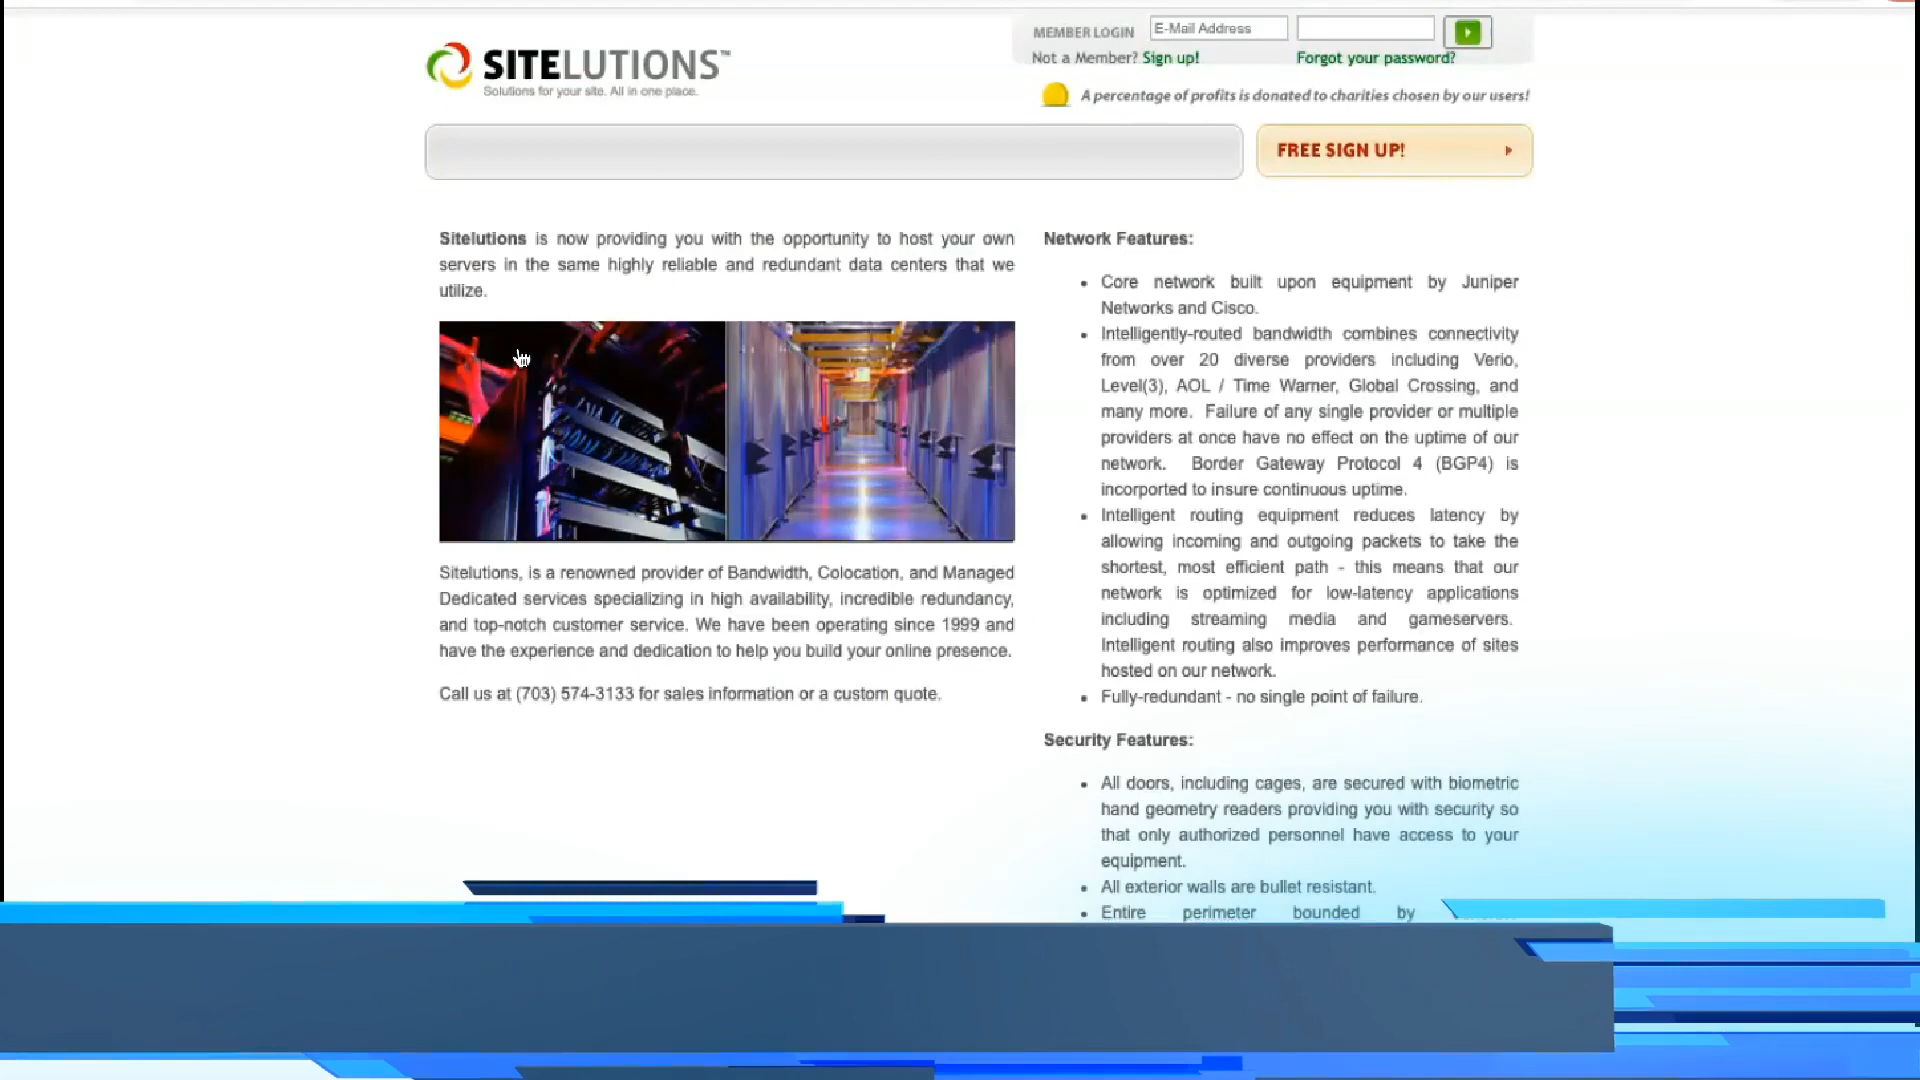 MEMBER LOGIN E-Mail Address
Not a Member? Sign up! Forgot your password?
SITELUTIONS™
Solutions for your site. All in one place.
A percentage of profits is donated to charities chosen by our users!
FREE SIGN UP!
Sitelutions is now providing you with the opportunity to host your own
servers in the same highly reliable and redundant data centers that we
utilize.
Sitelutions, is a renowned provider of Bandwidth, Colocation, and Managed
Dedicated services specializing in high availability, incredible redundancy,
and top-notch customer service. We have been operating since 1999 and
have the experience and dedication to help you build your online presence.
Call us at (703) 574-3133 for sales information or a custom quote.
Network Features:
• Core network built upon equipment by Juniper
Networks and Cisco.
• Intelligently-routed bandwidth combines connectivity
from over 20 diverse providers including Verio,
Level(3), AOL / Time Warner, Global Crossing, and
many more. Failure of any single provider or multiple
providers at once have no effect on the uptime of our
network. Border Gateway Protocol 4 (BGP4) is
incorported to insure continuous uptime.
• Intelligent routing equipment reduces latency by
allowing incoming and outgoing packets to take the
shortest, most efficient path - this means that our
network is optimized for low-latency applications
including streaming media and gameservers.
Intelligent routing also improves performance of sites
hosted on our network.
• Fully-redundant - no single point of failure.
Security Features:
• All doors, including cages, are secured with biometric
hand geometry readers providing you with security so
that only authorized personnel have access to your
equipment.
• All exterior walls are bullet resistant.
• Entire perimeter bounded by